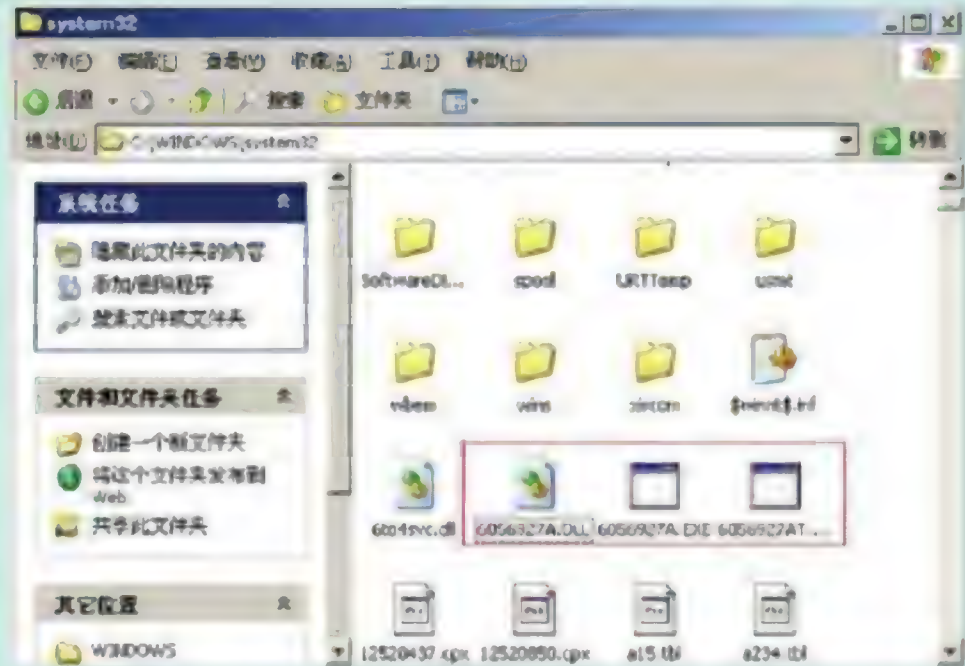 system32
文件(F) 编辑(E) 查看(V) 收藏(A) 工具(T) 帮助(H)
后退 搜索 文件夹
地址(D) C:\WINDOWS\system32 转到
系统任务
隐藏此文件夹的内容
添加/删除程序
搜索文件或文件夹
文件和文件夹任务
创建一个新文件夹
将这个文件夹发布到
Web
共享此文件夹
其它位置
WINDOWS
SoftwareDi... spool URTTemp usmt
wbem wins xircom $winnt$.inf
6to4svc.dll 6056927A.DLL 6056927A.EXE 6056927AT....
12520437.cpx 12520850.cpx a15.tbl a234.tbl